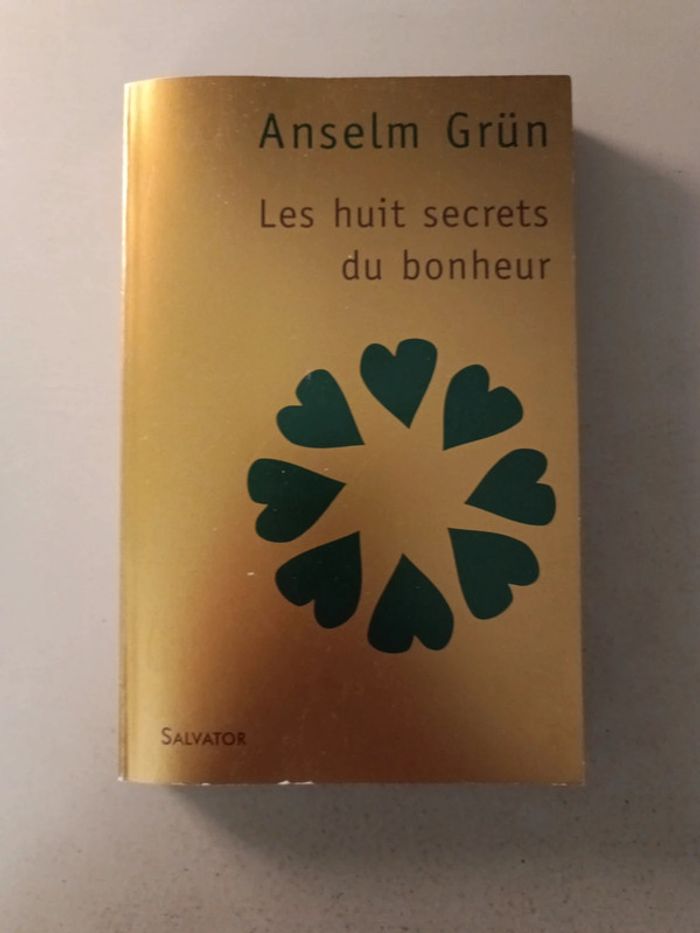 Anselm Grün
Les huit secrets
du bonheur
SALVATOR